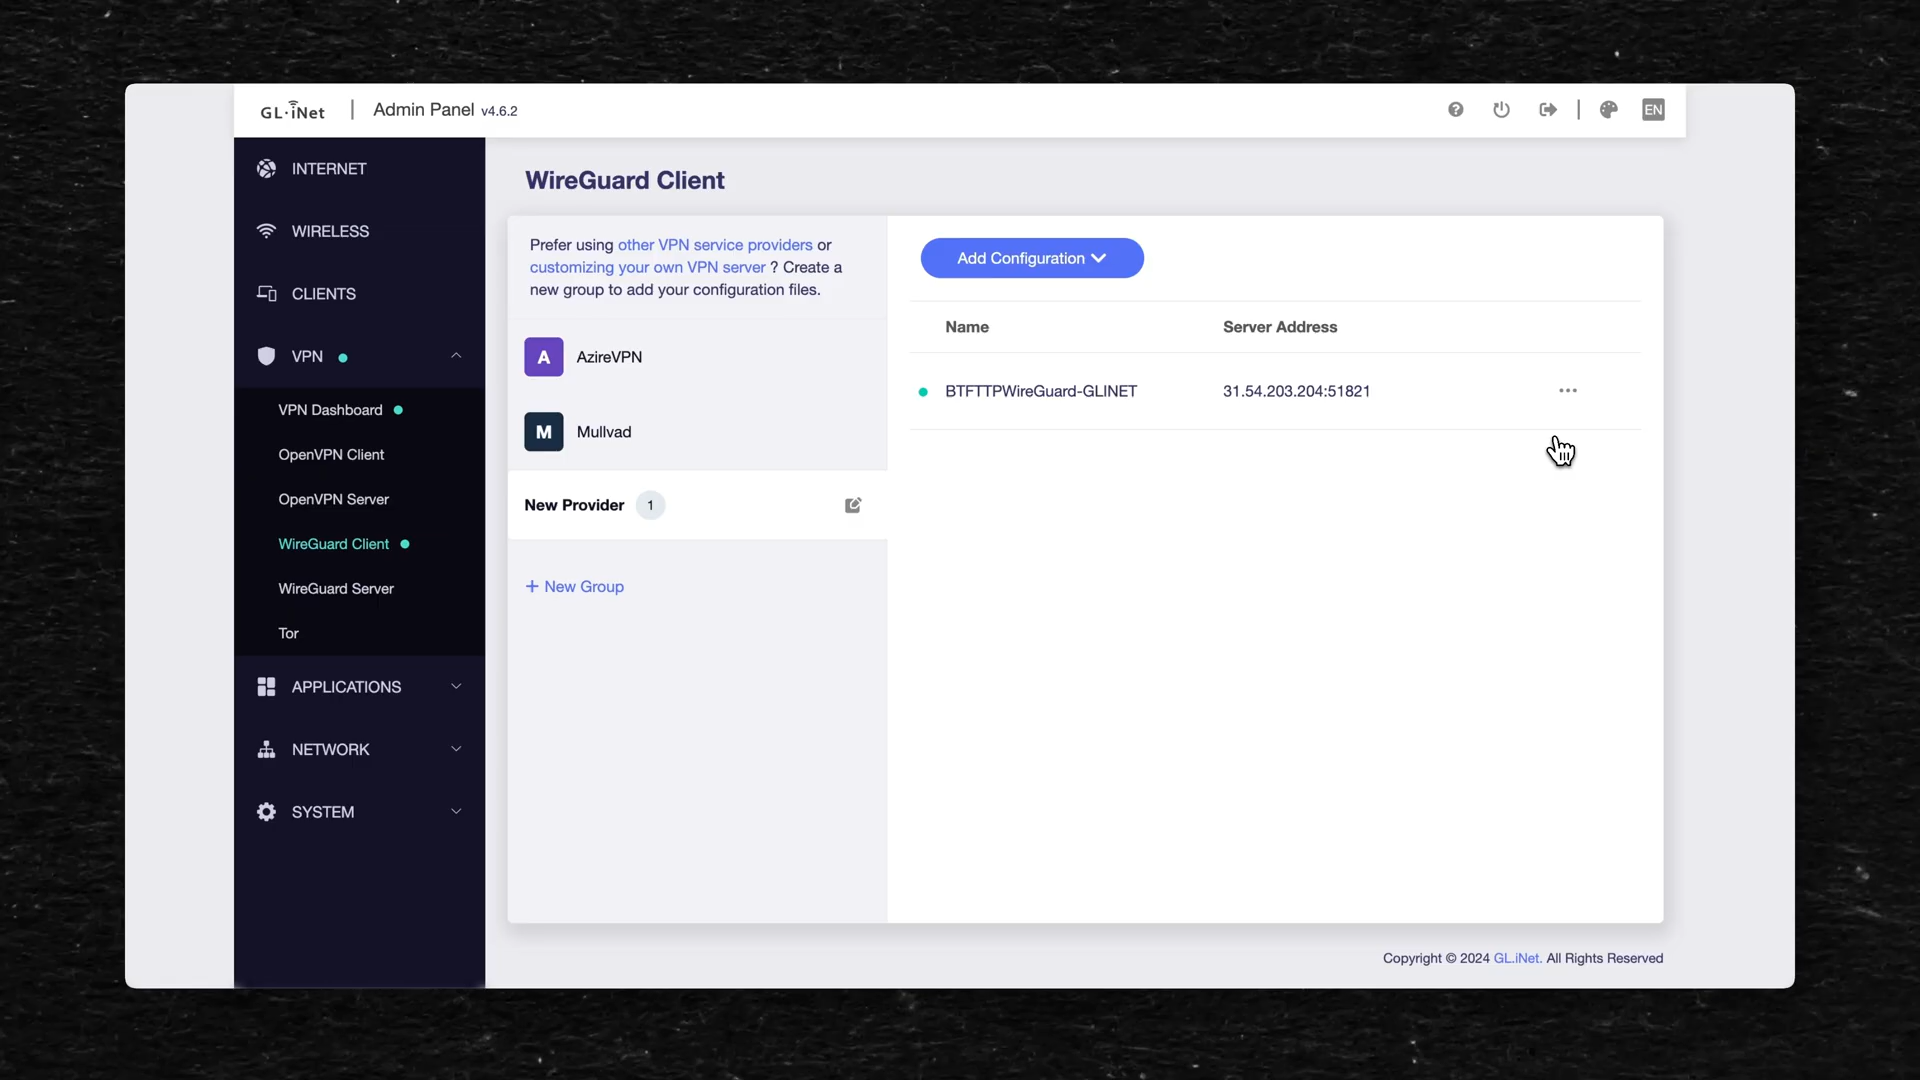 GL·iNet | Admin Panel v4.6.2
EN
INTERNET
WIRELESS
CLIENTS
VPN
VPN Dashboard
OpenVPN Client
OpenVPN Server
WireGuard Client
WireGuard Server
Tor
APPLICATIONS
NETWORK
SYSTEM
WireGuard Client
Prefer using other VPN service providers or
customizing your own VPN server ? Create a
new group to add your configuration files.
A AzireVPN
M Mullvad
New Provider 1
+ New Group
Add Configuration
Name Server Address
BTFTTPWireGuard-GLINET 31.54.203.204:51821
Copyright © 2024 GL.iNet. All Rights Reserved